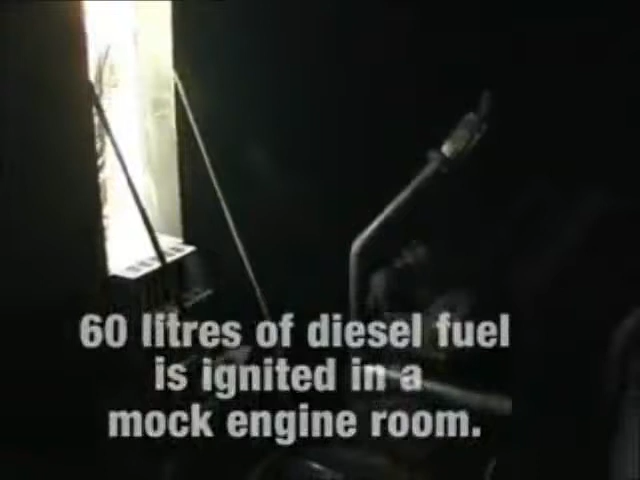 60 litres of diesel fuel
is ignited in a
mock engine room.